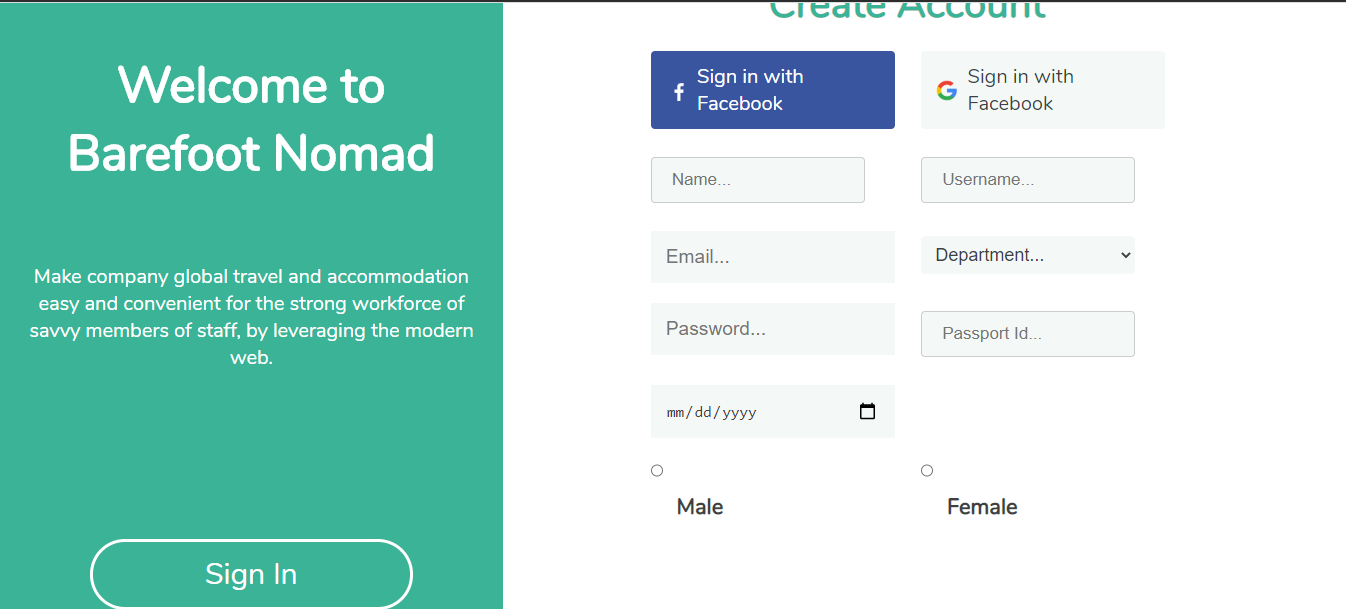 Create Account
Welcome to
Barefoot Nomad
Make company global travel and accommodation
easy and convenient for the strong workforce of
savvy members of staff, by leveraging the modern
web.
Sign In
Sign in with
Facebook
Sign in with
Facebook
Name...
Username...
Email...
Department...
Password...
Passport Id...
mm/dd/yyyy
Male
Female